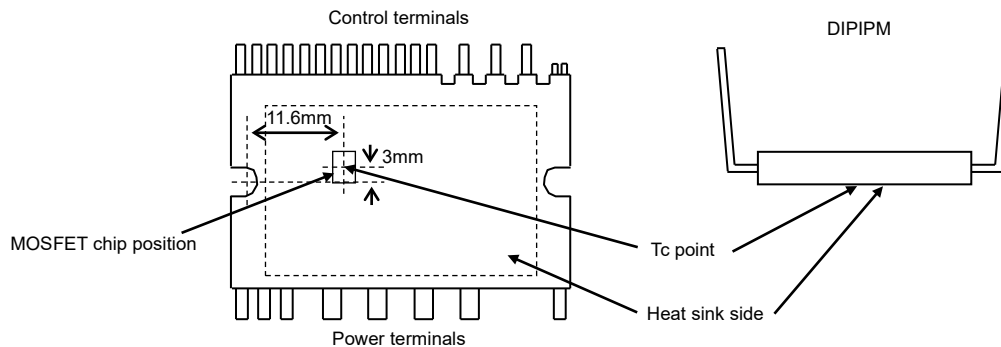 Control terminals
DIPIPM
11.6mm
3mm
MOSFET chip position
Tc point
Heat sink side
Power terminals